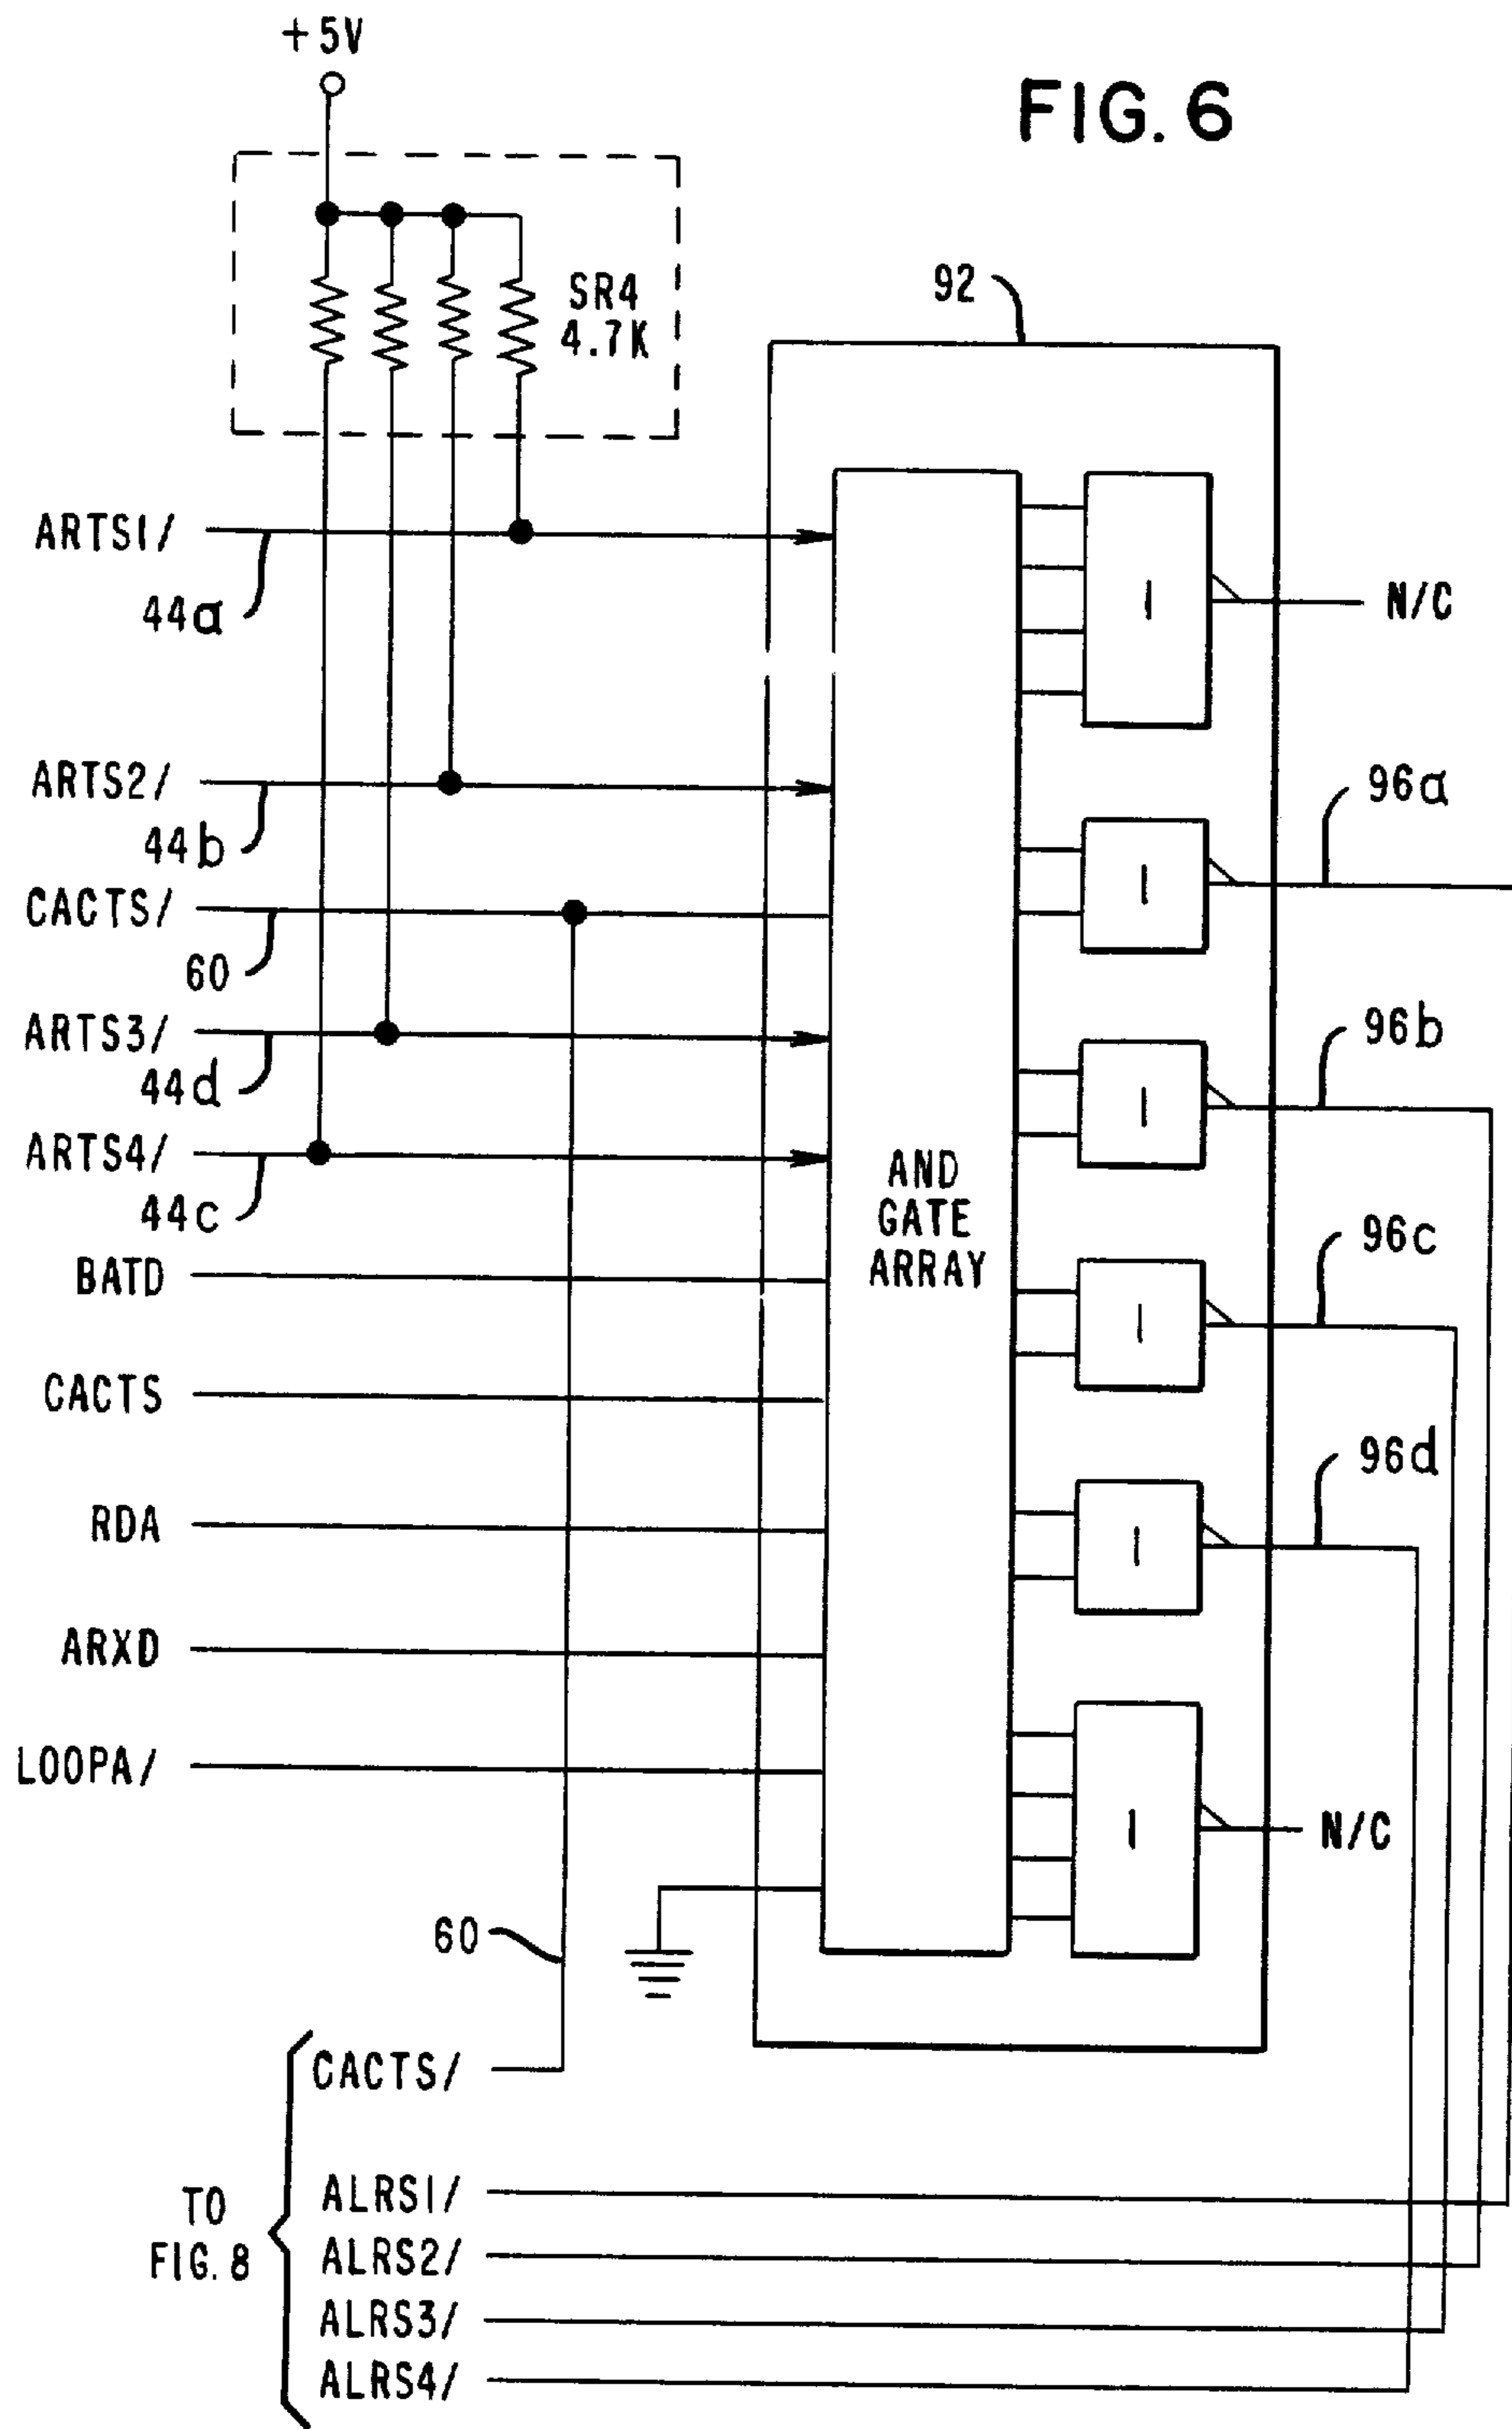 +5V
FIG. 6
SR4
4.7K
92
ARTS1/
44a
N/C
ARTS2/
44b
96a
CACTS/
60
96b
ARTS3/
44d
ARTS4/
44c
AND
GATE
ARRAY
96c
BATD
CACTS
96d
RDA
ARXD
LOOPA/
N/C
60
CACTS/
TO
FIG. 8
ALRS1/
ALRS2/
ALRS3/
ALRS4/